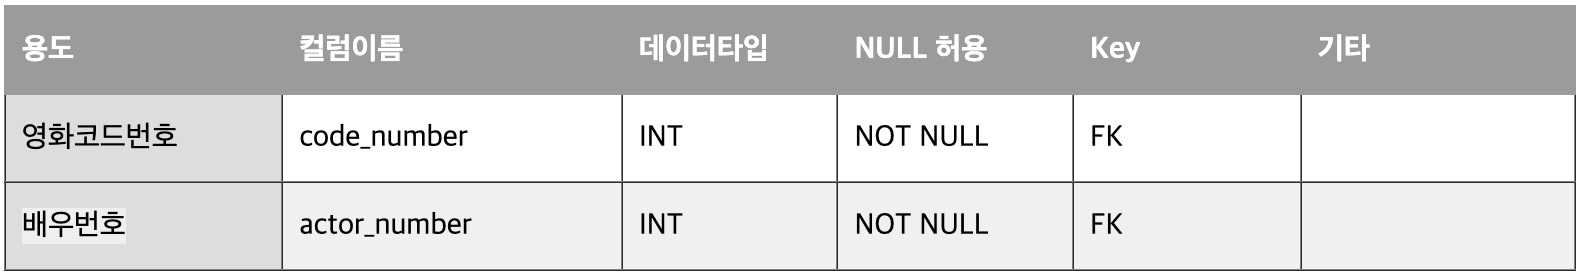 용도 컬럼이름 데이터타입 NULL 허용 Key 기타
영화코드번호 code_number INT NOT NULL FK
배우번호 actor_number INT NOT NULL FK